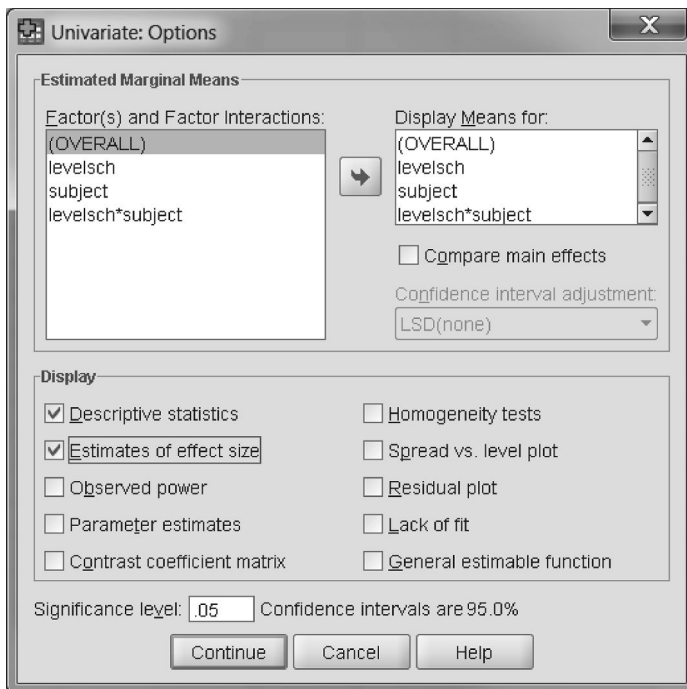 Univariate: Options
X
Estimated Marginal Means
Factor(s) and Factor Interactions:
(OVERALL)
levelsch
subject
levelsch*subject
Display Means for:
(OVERALL)
levelsch
subject
levelsch*subject
Compare main effects
Confidence interval adjustment:
LSD(none)
Display
Descriptive statistics
Homogeneity tests
Estimates of effect size
Spread vs. level plot
Observed power
Residual plot
Parameter estimates
Lack of fit
Contrast coefficient matrix
General estimable function
Significance level: .05 Confidence intervals are 95.0%
Continue Cancel Help